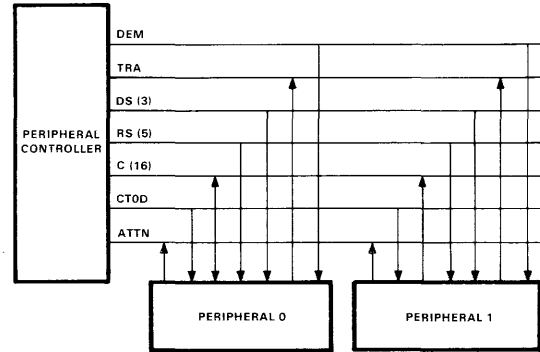 DEM
TRA
DS (3)
RS (5)
PERIPHERAL
CONTROLLER
C (16)
CTOD
ATTN
PERIPHERAL 0
PERIPHERAL 1